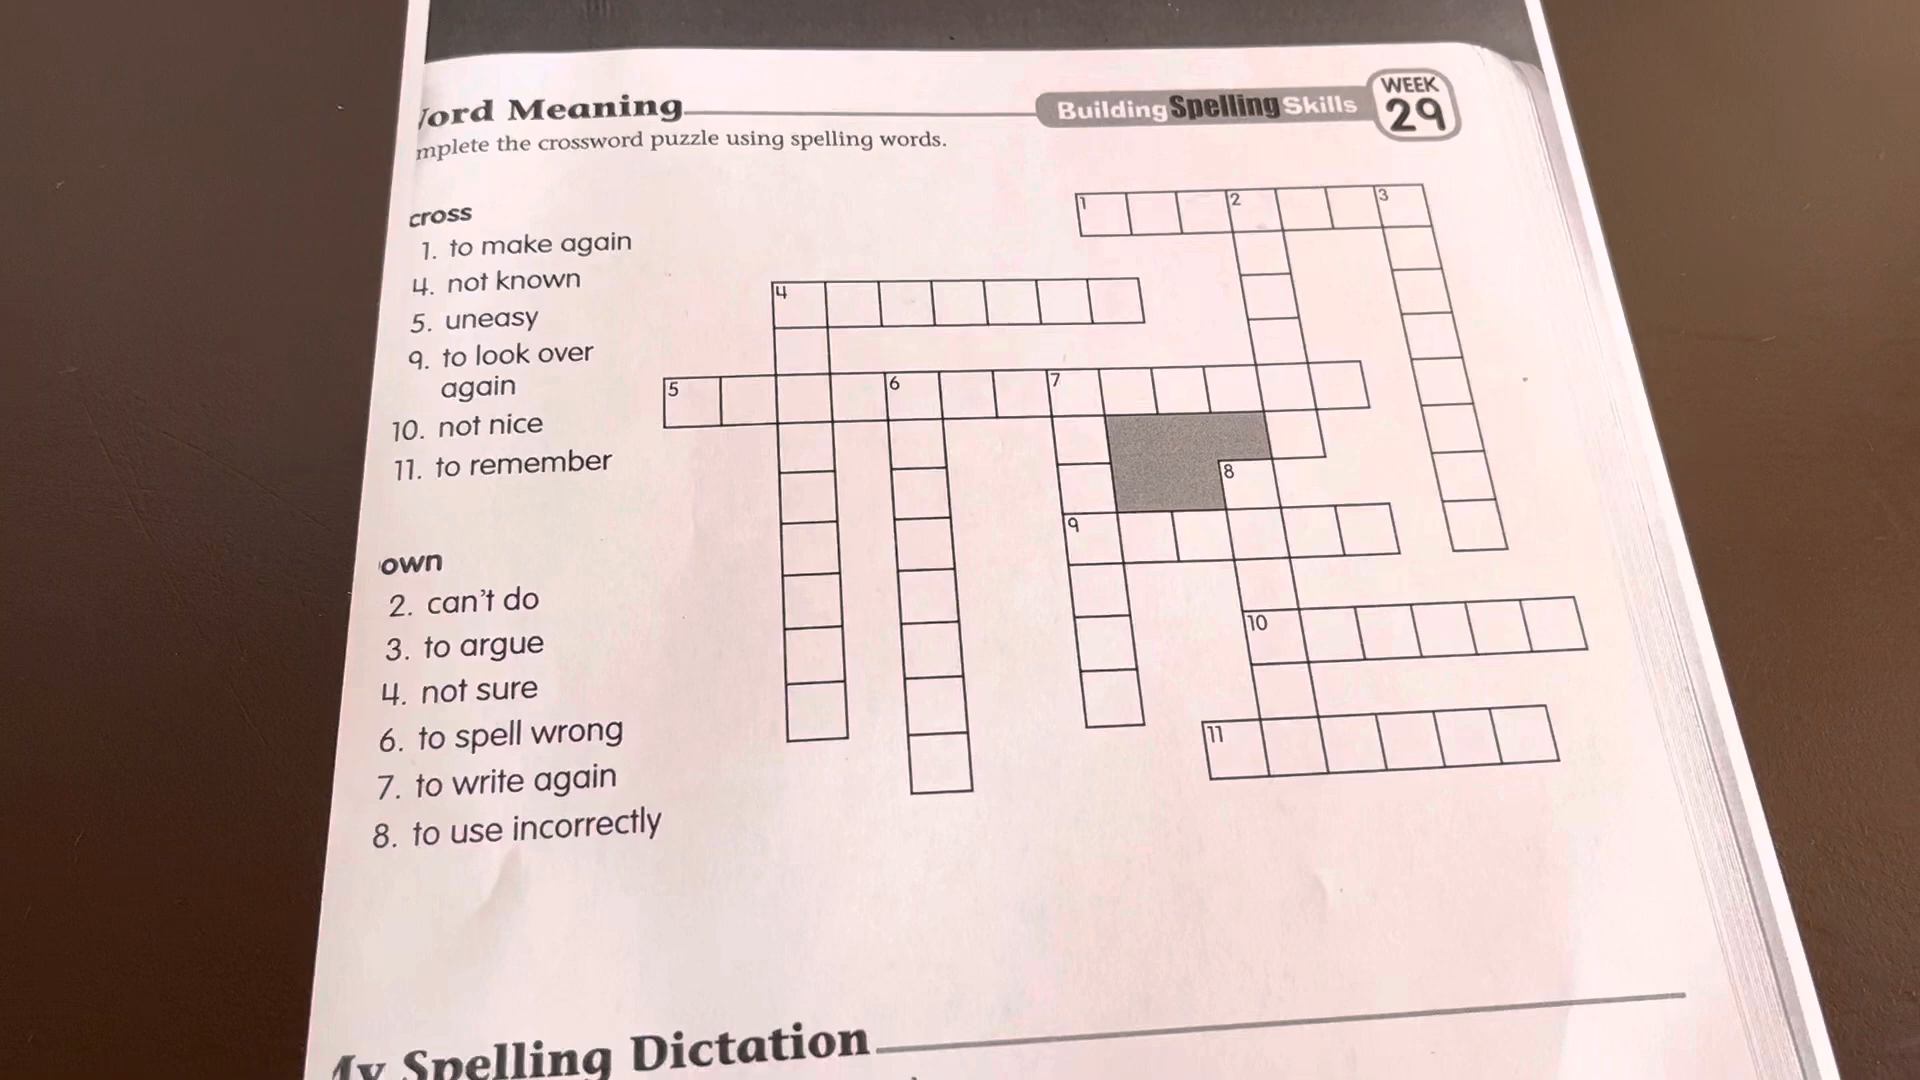 ord Meaning
Building Spelling Skills
WEEK
29
mplete the crossword puzzle using spelling words.
cross
1. to make again
4. not known
5. uneasy
9. to look over
again
10. not nice
11. to remember
own
2. can't do
3. to argue
4. not sure
6. to spell wrong
7. to write again
8. to use incorrectly
1 2 3
4
5 6 7
8
9
10
11
My Spelling Dictation